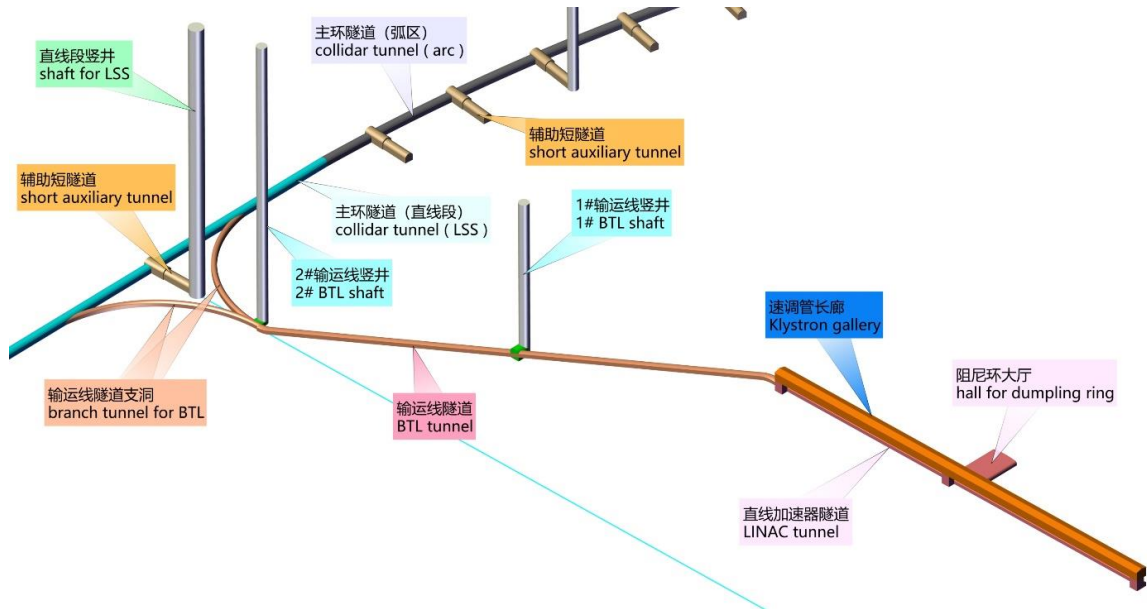 主环隧道（弧区）
collidar tunnel ( arc )
直线段竖井
shaft for LSS
辅助短隧道
short auxiliary tunnel
辅助短隧道
short auxiliary tunnel
主环隧道（直线段）
collidar tunnel ( LSS )
1#输运线竖井
1# BTL shaft
2#输运线竖井
2# BTL shaft
速调管长廊
Klystron gallery
阻尼环大厅
hall for dumpling ring
输运线隧道支洞
branch tunnel for BTL
输运线隧道
BTL tunnel
直线加速器隧道
LINAC tunnel